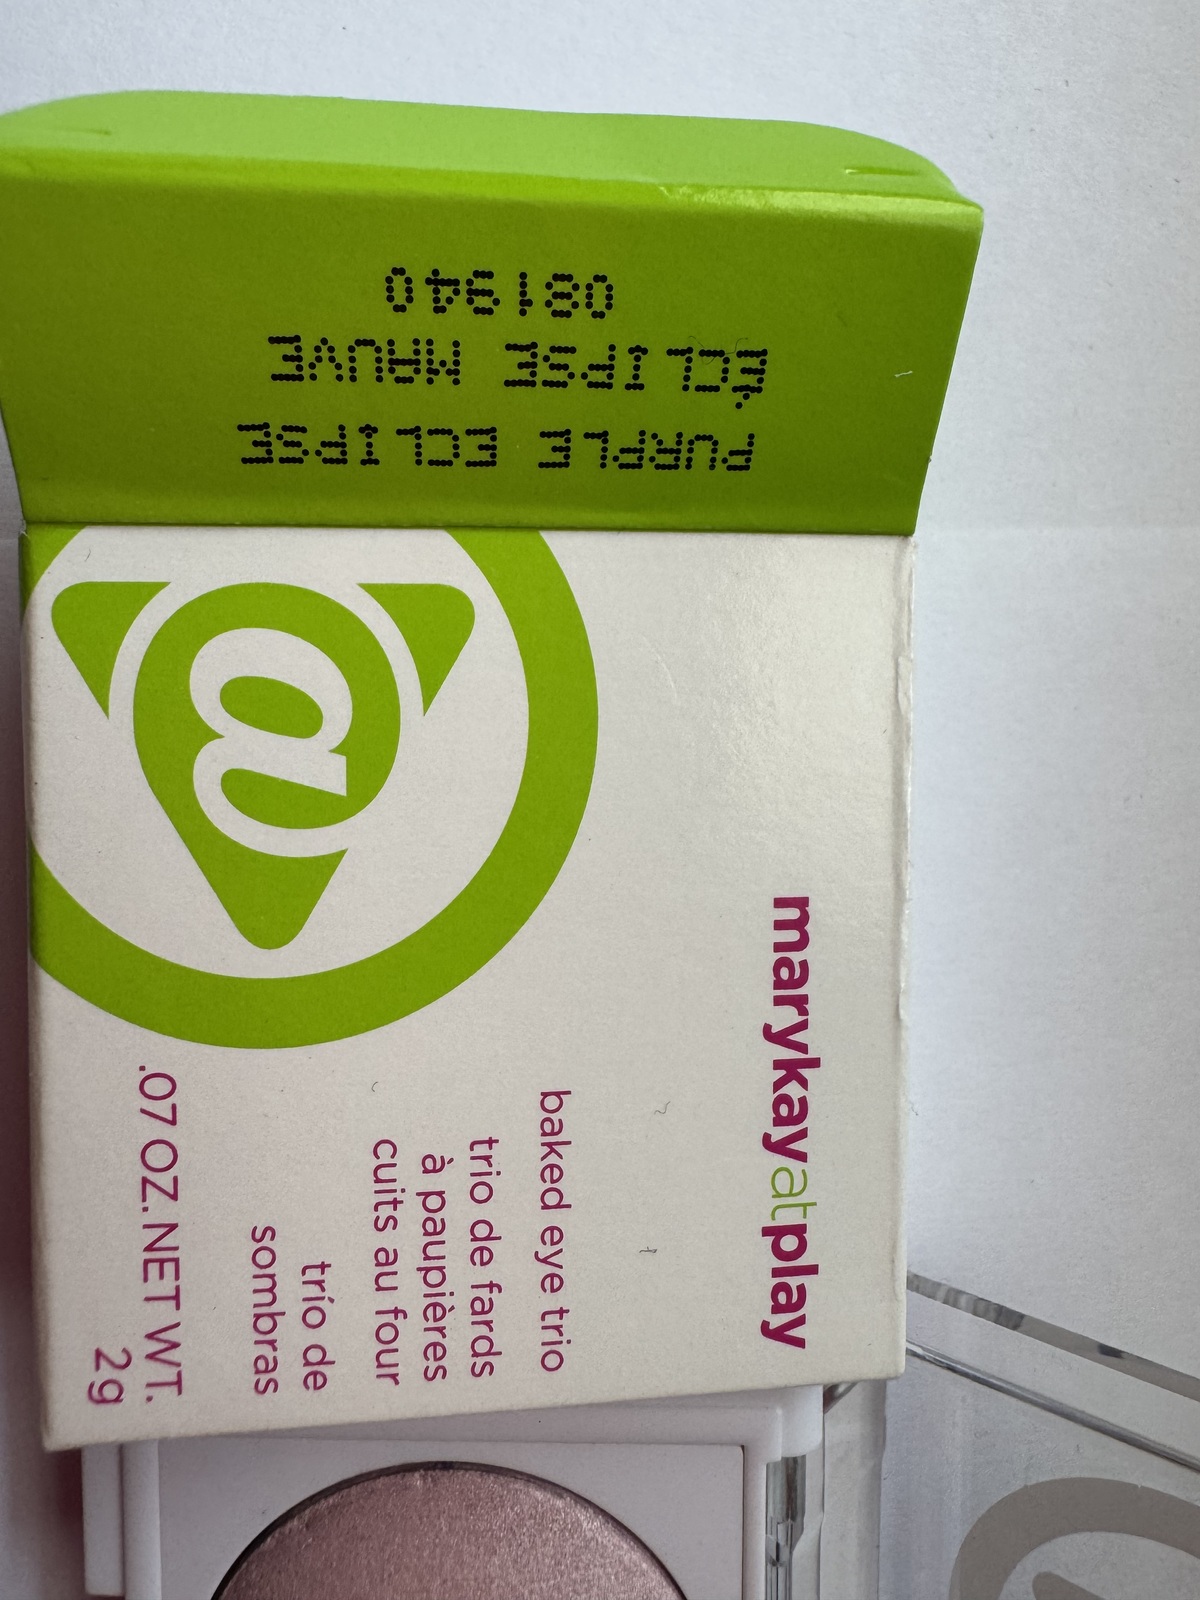 PURPLE ECLIPSE
ÉCLIPSE MAUVE
081940
@
marykayatplay
baked eye trio
trio de fards
à paupières
cuits au four
trío de
sombras
.07 OZ. NET WT.
2g